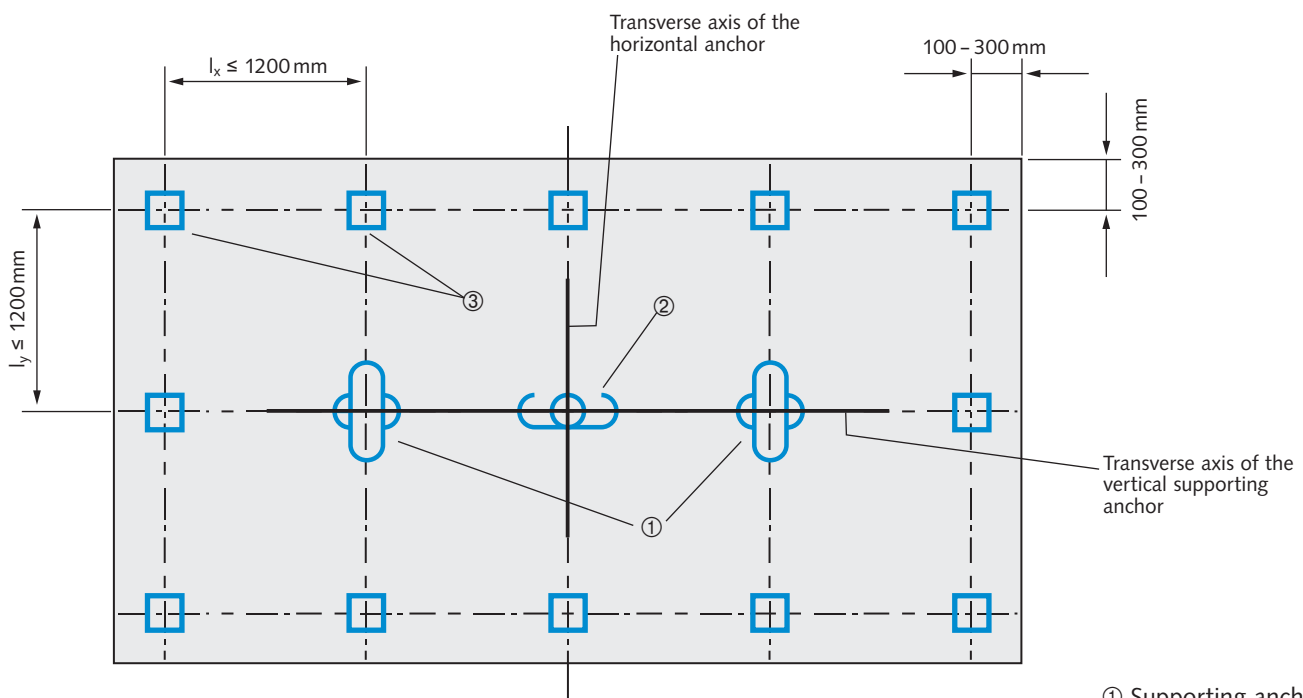 Transverse axis of the
horizontal anchor
lx ≤ 1200 mm
100 – 300 mm
100 – 300 mm
ly ≤ 1200 mm
③
②
①
Transverse axis of the
vertical supporting
anchor
① Supporting anch